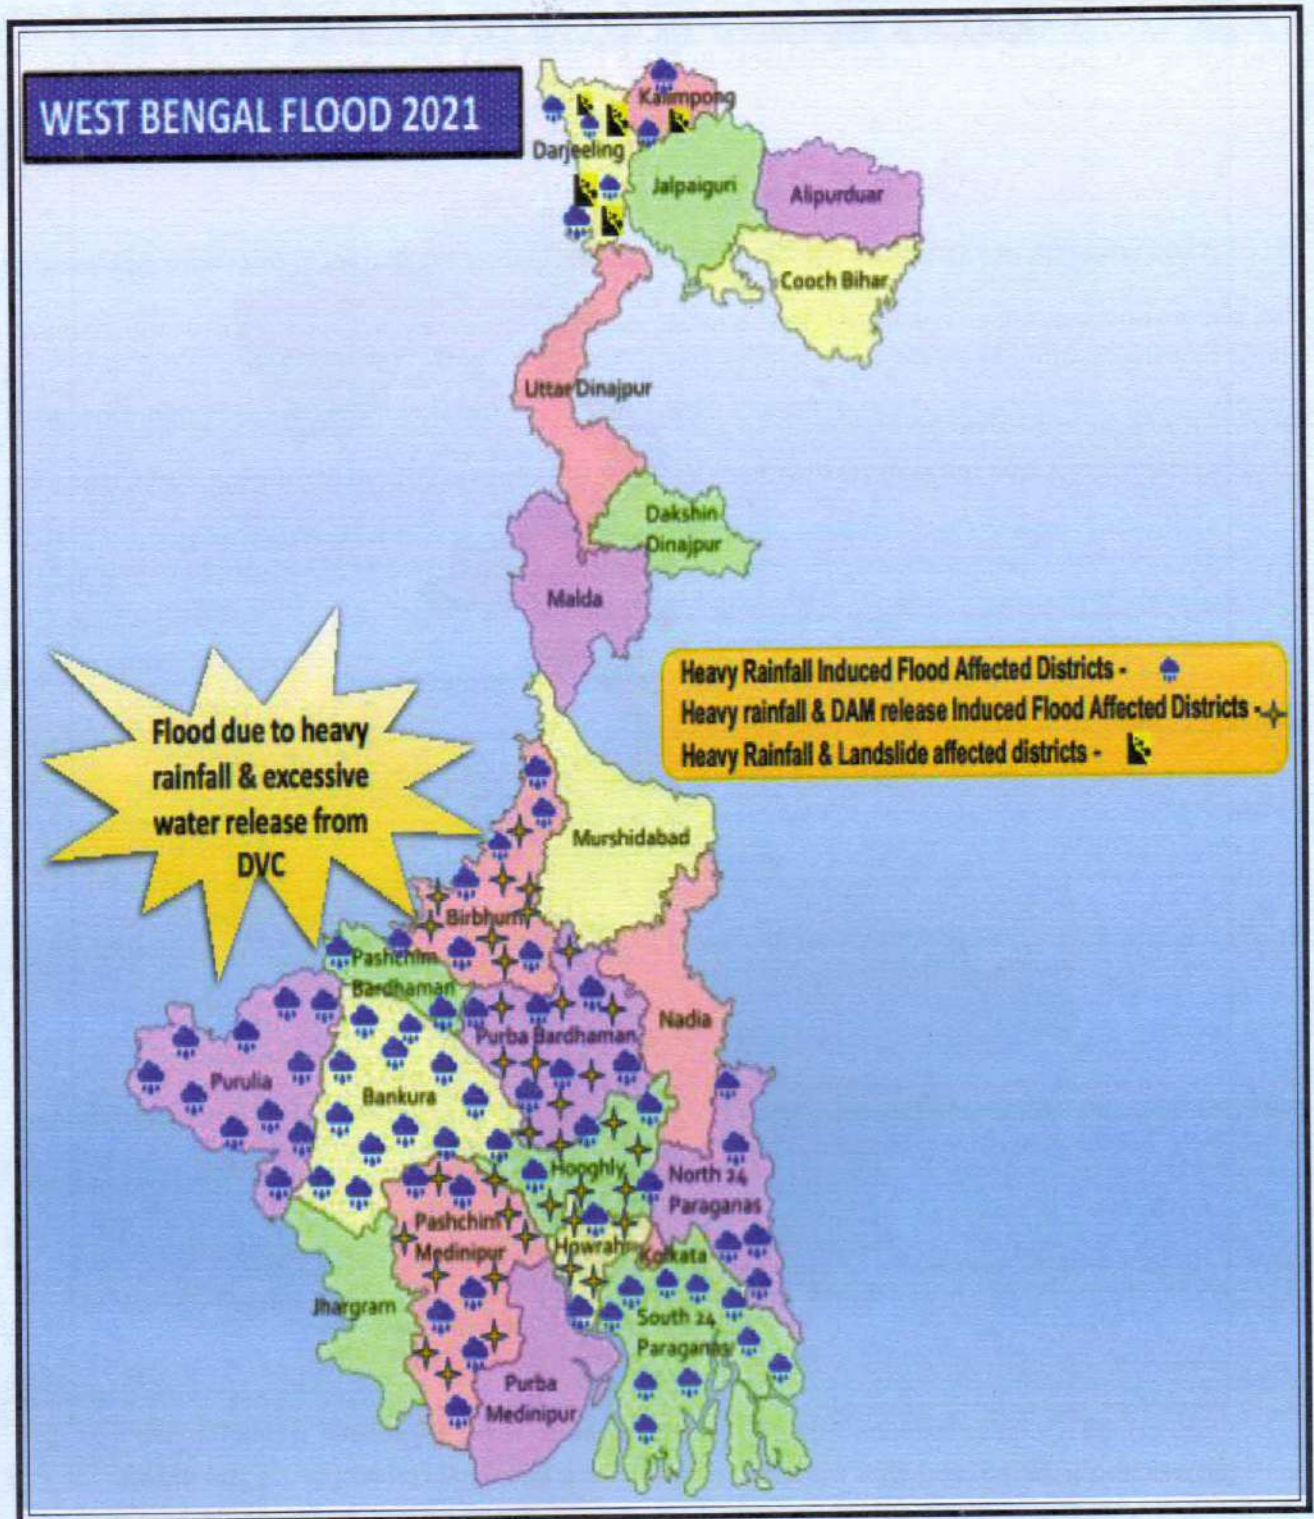 WEST BENGAL FLOOD 2021
Kalimpong
Darjeeling
Jalpaiguri
Alipurduar
Cooch Bihar
Uttar Dinajpur
Dakshin
Dinajpur
Malda
Heavy Rainfall Induced Flood Affected Districts -
Heavy rainfall & DAM release Induced Flood Affected Districts -
Heavy Rainfall & Landslide affected districts -
Flood due to heavy
rainfall & excessive
water release from
DVC
Murshidabad
Birbhum
Pashchim
Bardhaman
Purba Bardhaman
Nadia
Purulia
Bankura
Hooghly
North 24
Paraganas
Pashchim
Medinipur
Howrah
Kolkata
Jhargram
South 24
Paraganas
Purba
Medinipur